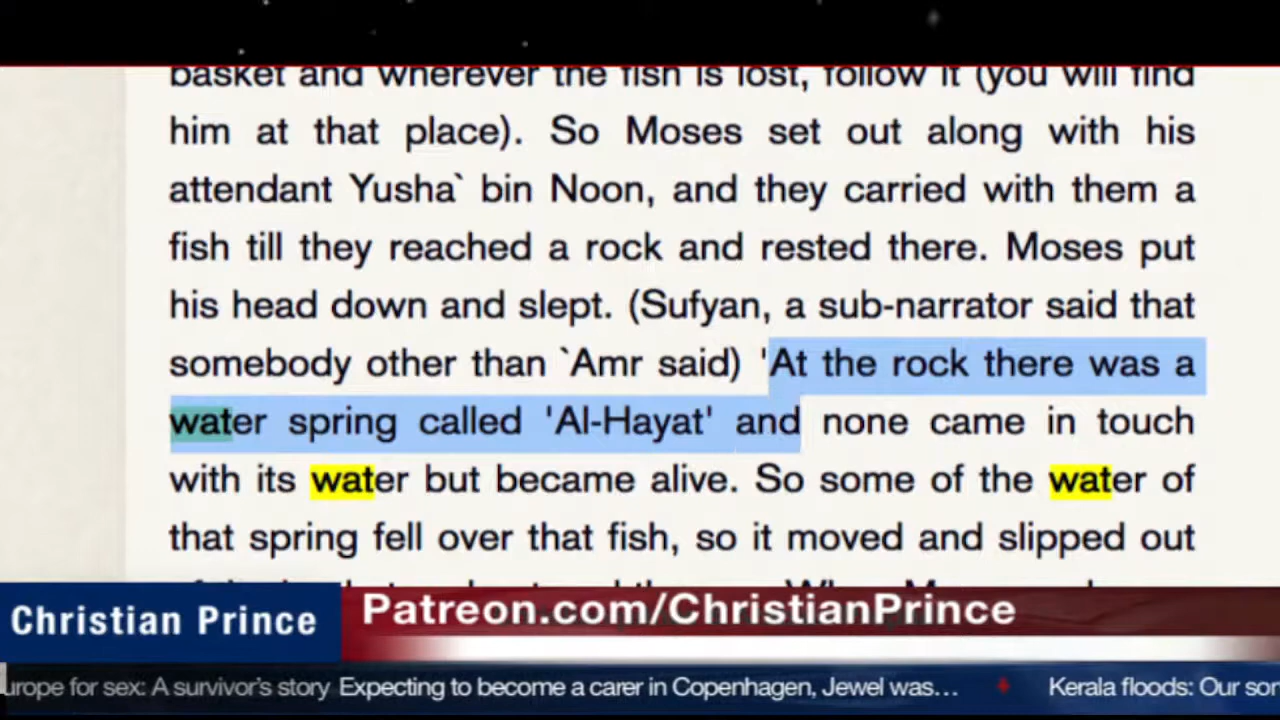 basket and wherever the fish is lost, follow it (you will find
him at that place). So Moses set out along with his
attendant Yusha` bin Noon, and they carried with them a
fish till they reached a rock and rested there. Moses put
his head down and slept. (Sufyan, a sub-narrator said that
somebody other than `Amr said) 'At the rock there was a
water spring called 'Al-Hayat' and none came in touch
with its water but became alive. So some of the water of
that spring fell over that fish, so it moved and slipped out
Christian Prince
Patreon.com/ChristianPrince
urope for sex: A survivor's story Expecting to become a carer in Copenhagen, Jewel was... Kerala floods: Our sor